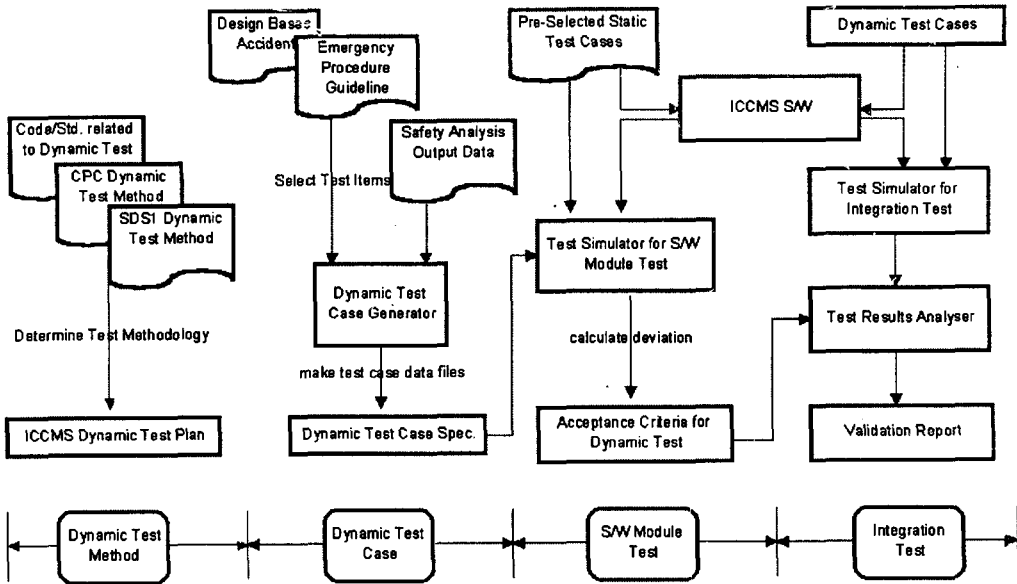 Design Base
Accident
Emergency
Procedure
Guideline
Pre-Selected Static
Test Cases
Dynamic Test Cases
ICCMS S/W
Code/Std. related
to Dynamic Test
CPC Dynamic
Test Method
SDS1 Dynamic
Test Method
Safety Analysis
Output Data
Select Test Items
Test Simulator for
Integration Test
Test Simulator for S/W
Module Test
Dynamic Test
Case Generator
Determine Test Methodology
Test Results Analyser
calculate deviation
make test case data files
ICCMS Dynamic Test Plan
Dynamic Test Case Spec.
Acceptance Criteria for
Dynamic Test
Validation Report
Dynamic Test
Method
Dynamic Test
Case
S/W Module
Test
Integration
Test